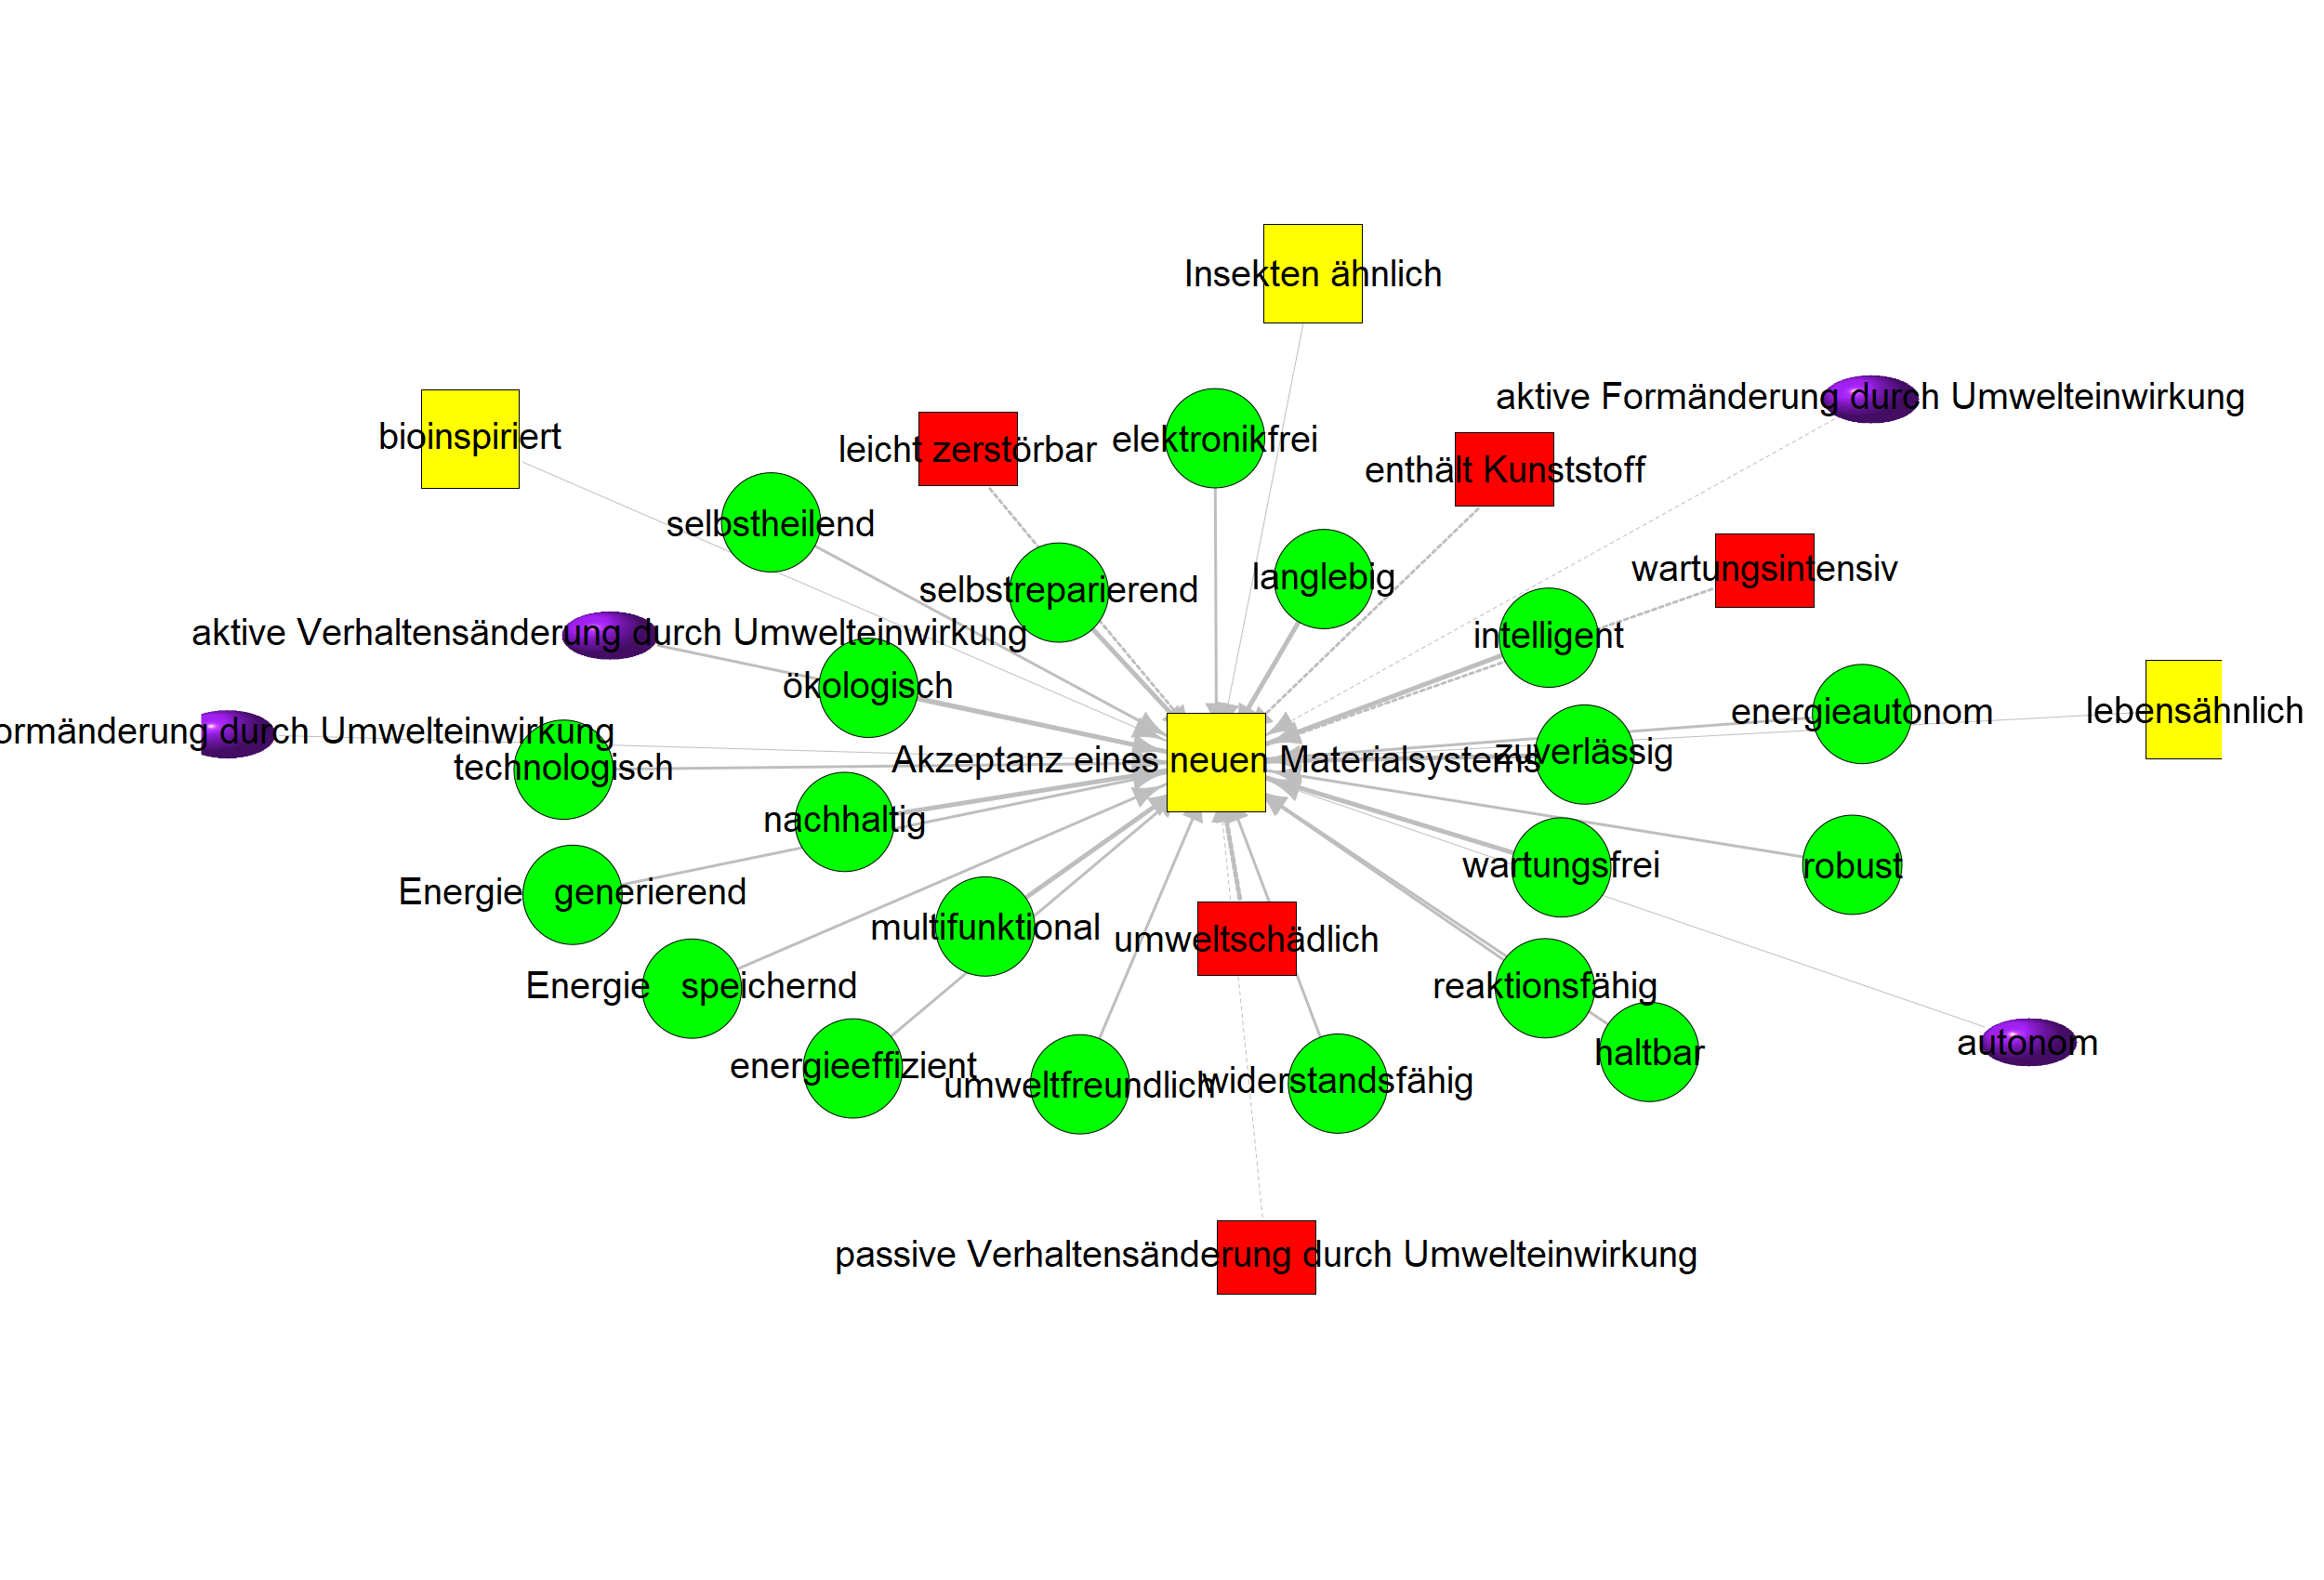 Insekten ähnlich
aktive Formänderung durch Umwelteinwirkung
bioinspiriert
leicht zerstörbar
elektronikfrei
enthält Kunststoff
selbstheilend
wartungsintensiv
selbstreparierend
langlebig
aktive Verhaltensänderung durch Umwelteinwirkung
intelligent
ökologisch
energieautonom
lebensähnlich
durch Umwelteinwirkung
technologisch
Akzeptanz eines neuen Materialsystems
zuverlässig
nachhaltig
wartungsfrei
robust
Energie generierend
multifunktional
umweltschädlich
Energie speichernd
reaktionsfähig
energieeffizient
umweltfreundlich
widerstandsfähig
haltbar
autonom
passive Verhaltensänderung durch Umwelteinwirkung